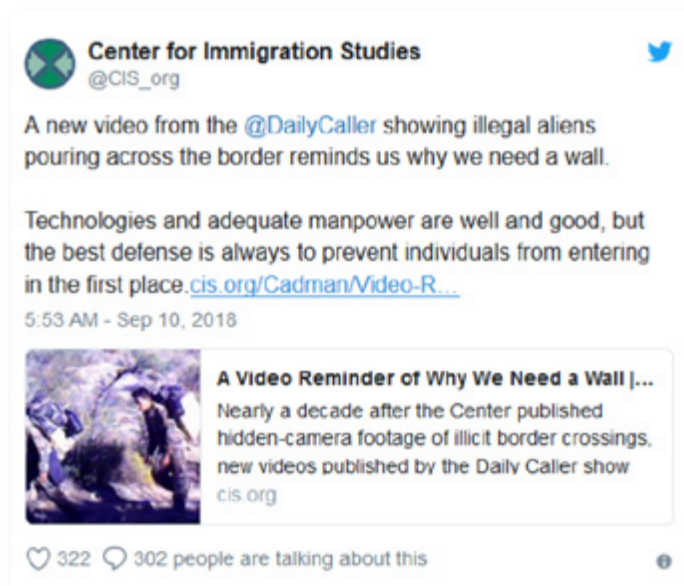 Center for Immigration Studies
@CIS_org
A new video from the @DailyCaller showing illegal aliens
pouring across the border reminds us why we need a wall.
Technologies and adequate manpower are well and good, but
the best defense is always to prevent individuals from entering
in the first place.cis.org/Cadman/Video-R...
5:53 AM - Sep 10, 2018
A Video Reminder of Why We Need a Wall |...
Nearly a decade after the Center published
hidden-camera footage of illicit border crossings,
new videos published by the Daily Caller show
cis.org
322 302 people are talking about this